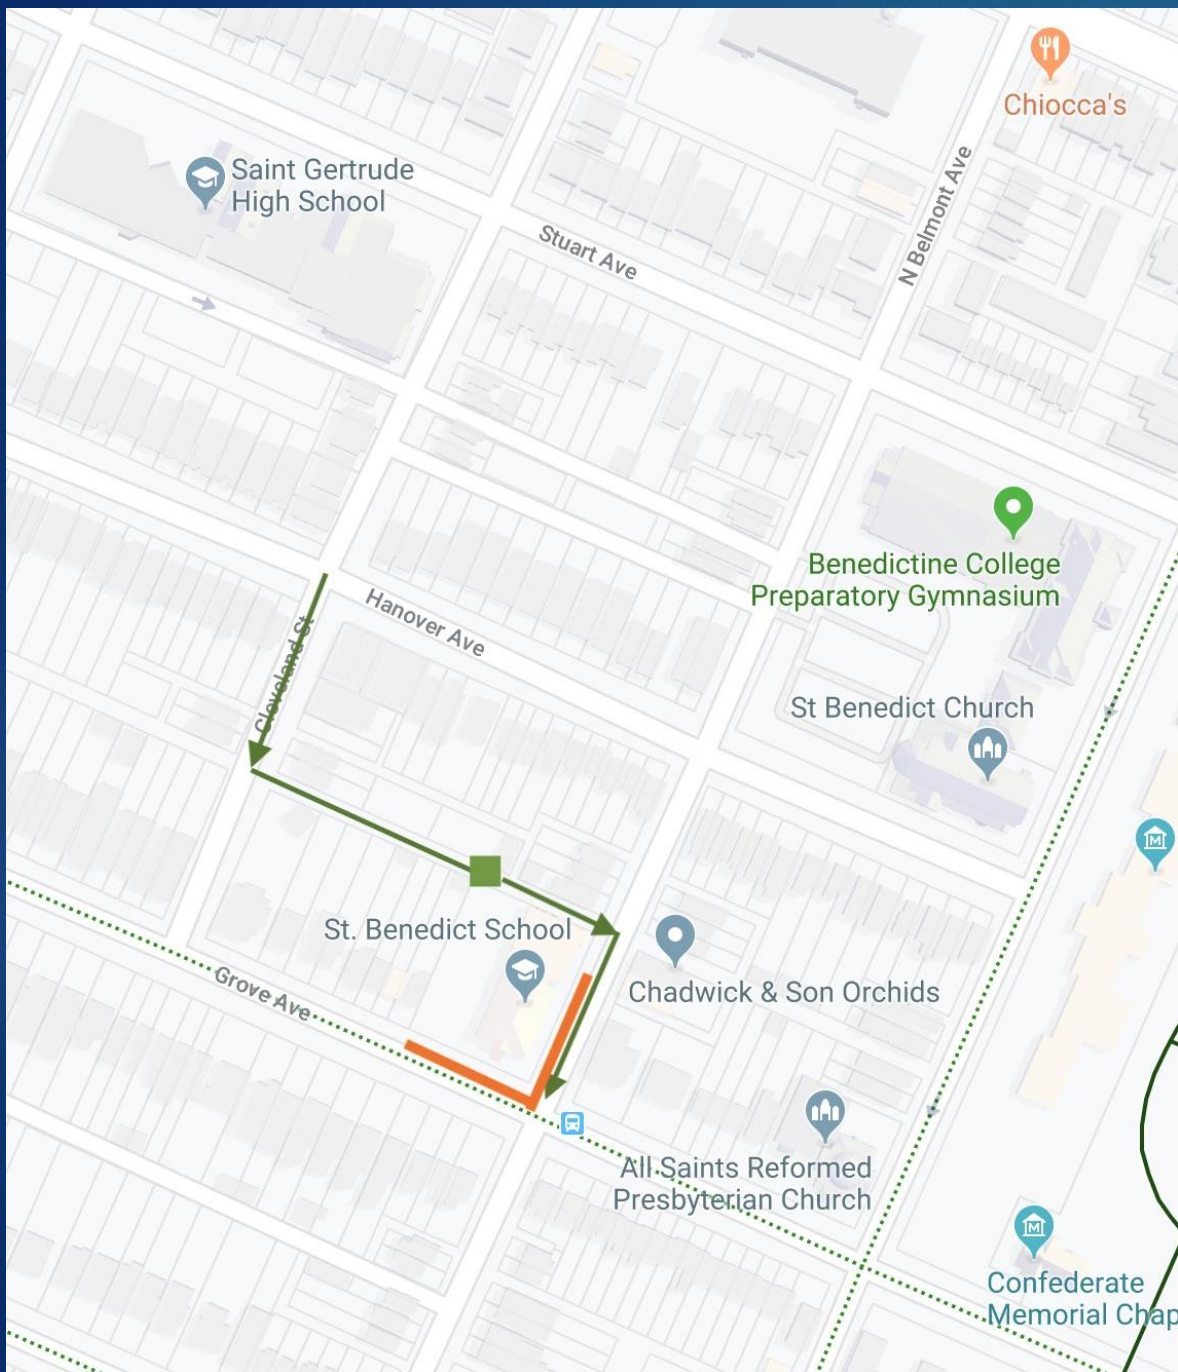 Chiocca's
Saint Gertrude
High School
N Belmont Ave
Stuart Ave
Benedictine College
Preparatory Gymnasium
Hanover Ave
Cleveland St
St Benedict Church
St. Benedict School
Grove Ave
Chadwick & Son Orchids
All Saints Reformed
Presbyterian Church
Confederate
Memorial Chap